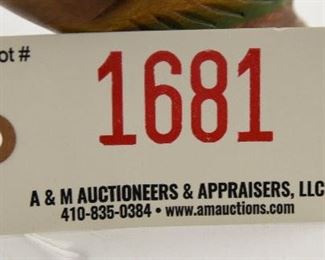 ot #
1681
A & M AUCTIONEERS & APPRAISERS, LLC
410-835-0384 • www.amauctions.com